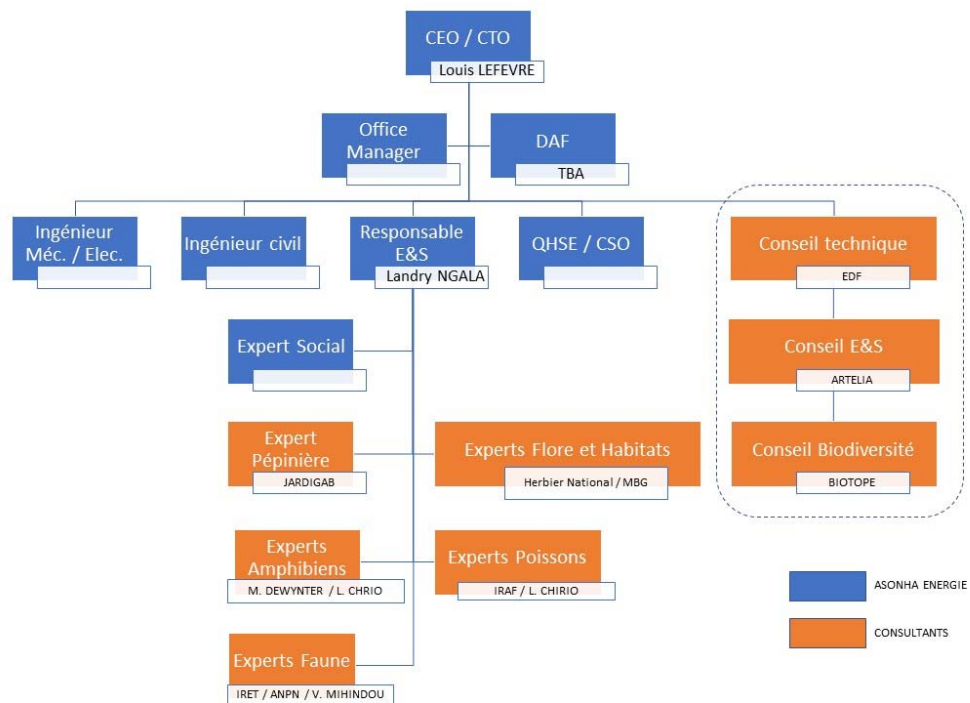 CEO / CTO
Louis LEFEVRE
Office
Manager
DAF
TBA
Ingénieur
Méc. / Elec.
Ingénieur civil
Responsable
E&S
Landry NGALA
QHSE / CSO
Conseil technique
EDF
Expert Social
Conseil E&S
ARTELIA
Expert
Pépinière
JARDIGAB
Experts Flore et Habitats
Herbier National / MBG
Conseil Biodiversité
BIOTOPE
Experts
Amphibiens
M. DEWYNTER / L. CHRIO
Experts Poissons
IRAF / L. CHIRIO
Experts Faune
IRET / ANPN / V. MIHINDOU
ASONHA ENERGIE
CONSULTANTS